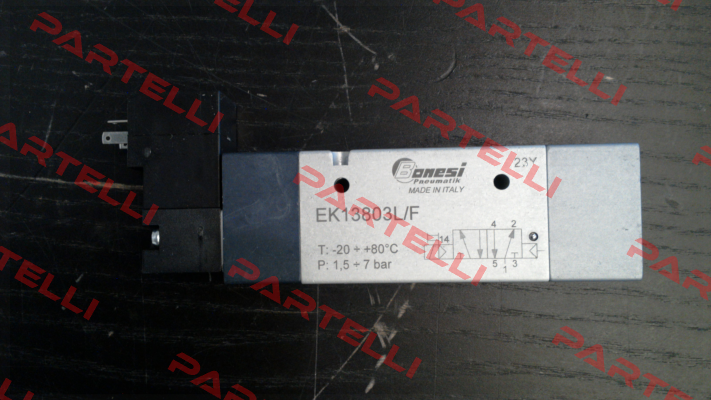 PARTELLI
PARTELLI
PARTELLI
PARTELLI
PARTELLI
PARTELLI
PARTELLI
PARTELLI
PARTELLI
Bonesi
Pneumatik
MADE IN ITALY
23Y
EK13803L/F
T: -20 ÷ +80°C
P: 1,5 ÷ 7 bar
14
4 2
5 1 3